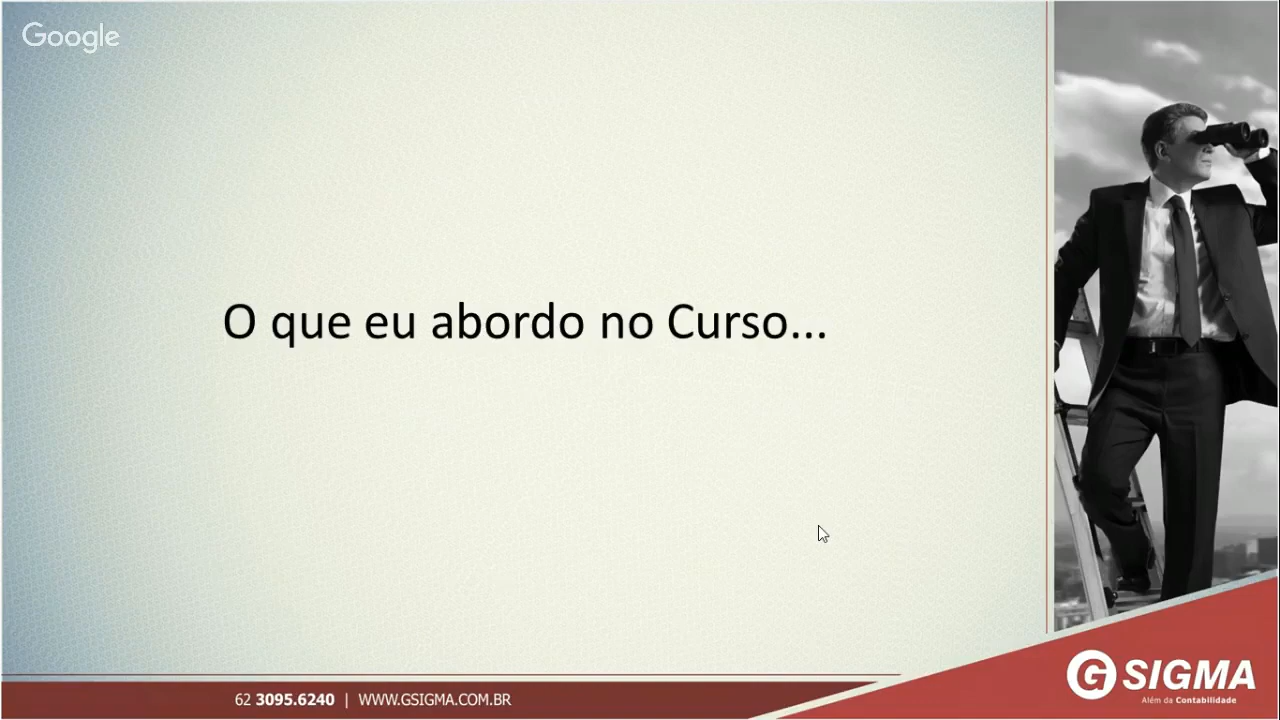 Google
O que eu abordo no Curso...
62 3095.6240 | WWW.GSIGMA.COM.BR
G SIGMA
Além da Contabilidade